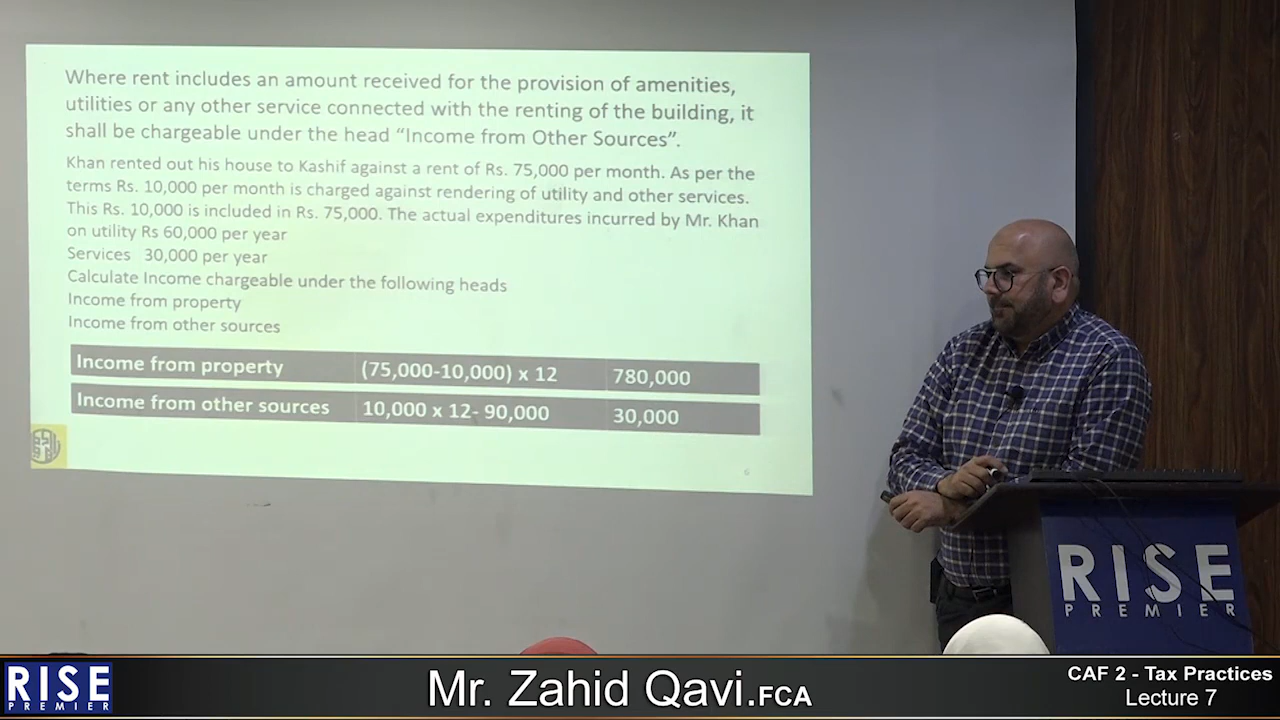 Where rent includes an amount received for the provision of amenities,
utilities or any other service connected with the renting of the building, it
shall be chargeable under the head “Income from Other Sources”.
Khan rented out his house to Kashif against a rent of Rs. 75,000 per month. As per the
terms Rs. 10,000 per month is charged against rendering of utility and other services.
This Rs. 10,000 is included in Rs. 75,000. The actual expenditures incurred by Mr. Khan
on utility Rs 60,000 per year
Services 30,000 per year
Calculate Income chargeable under the following heads
Income from property
Income from other sources
Income from property (75,000-10,000) x 12 780,000
Income from other sources 10,000 x 12- 90,000 30,000
6
RISE
PREMIER
RISE
PREMIER
Mr. Zahid Qavi.FCA
CAF 2 - Tax Practices
Lecture 7